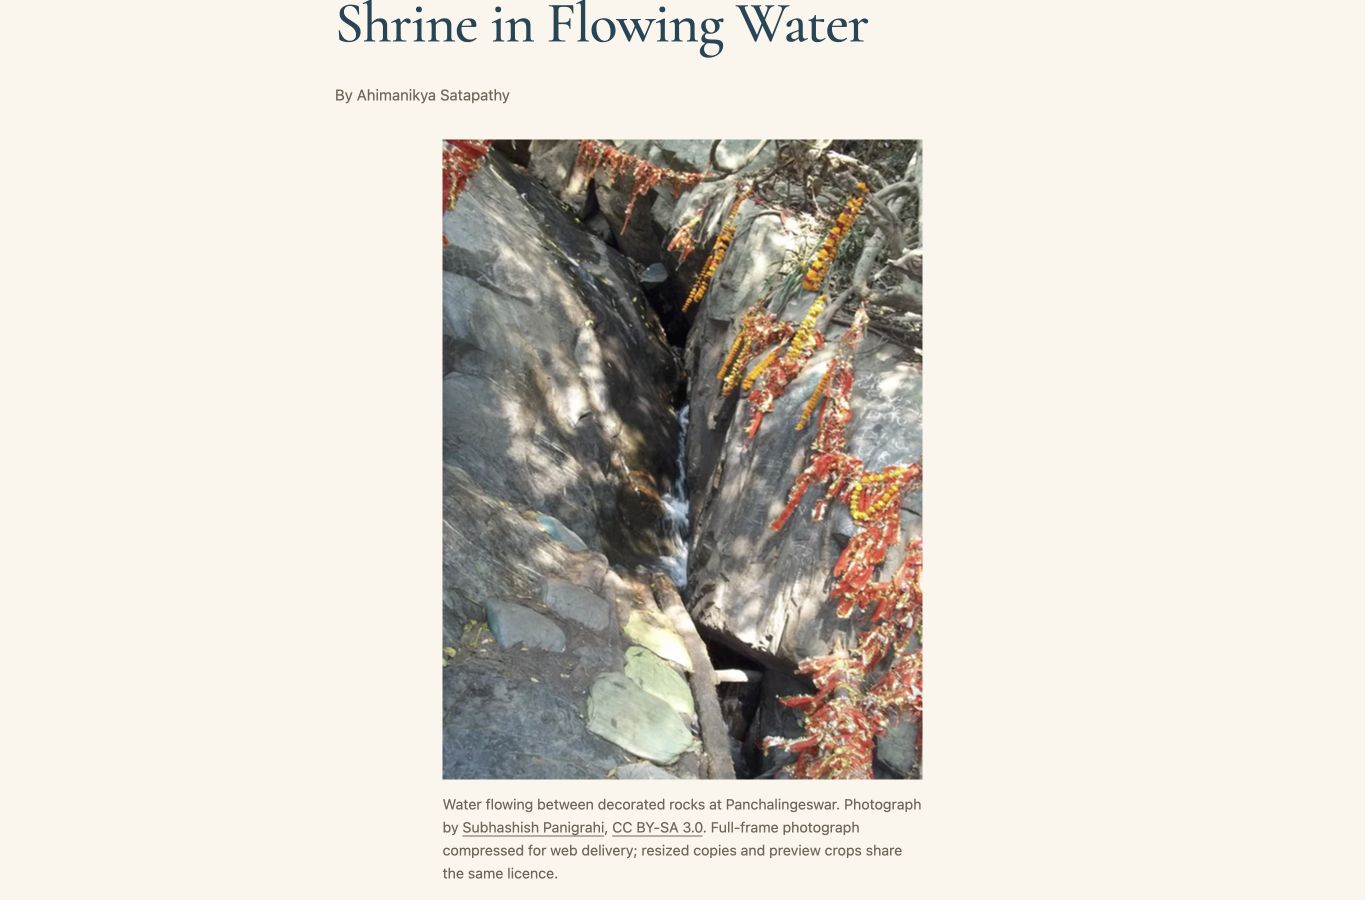 Shrine in Flowing Water
By Ahimanikya Satapathy
Water flowing between decorated rocks at Panchalingeswar. Photograph
by Subhashish Panigrahi, CC BY-SA 3.0. Full-frame photograph
compressed for web delivery; resized copies and preview crops share
the same licence.